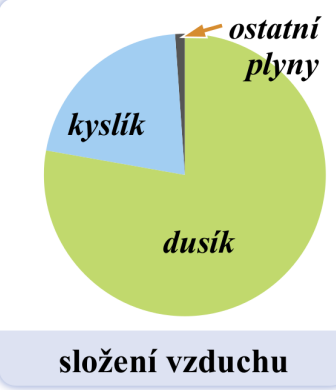 ostatní
plyny
kyslík
dusík
složení vzduchu